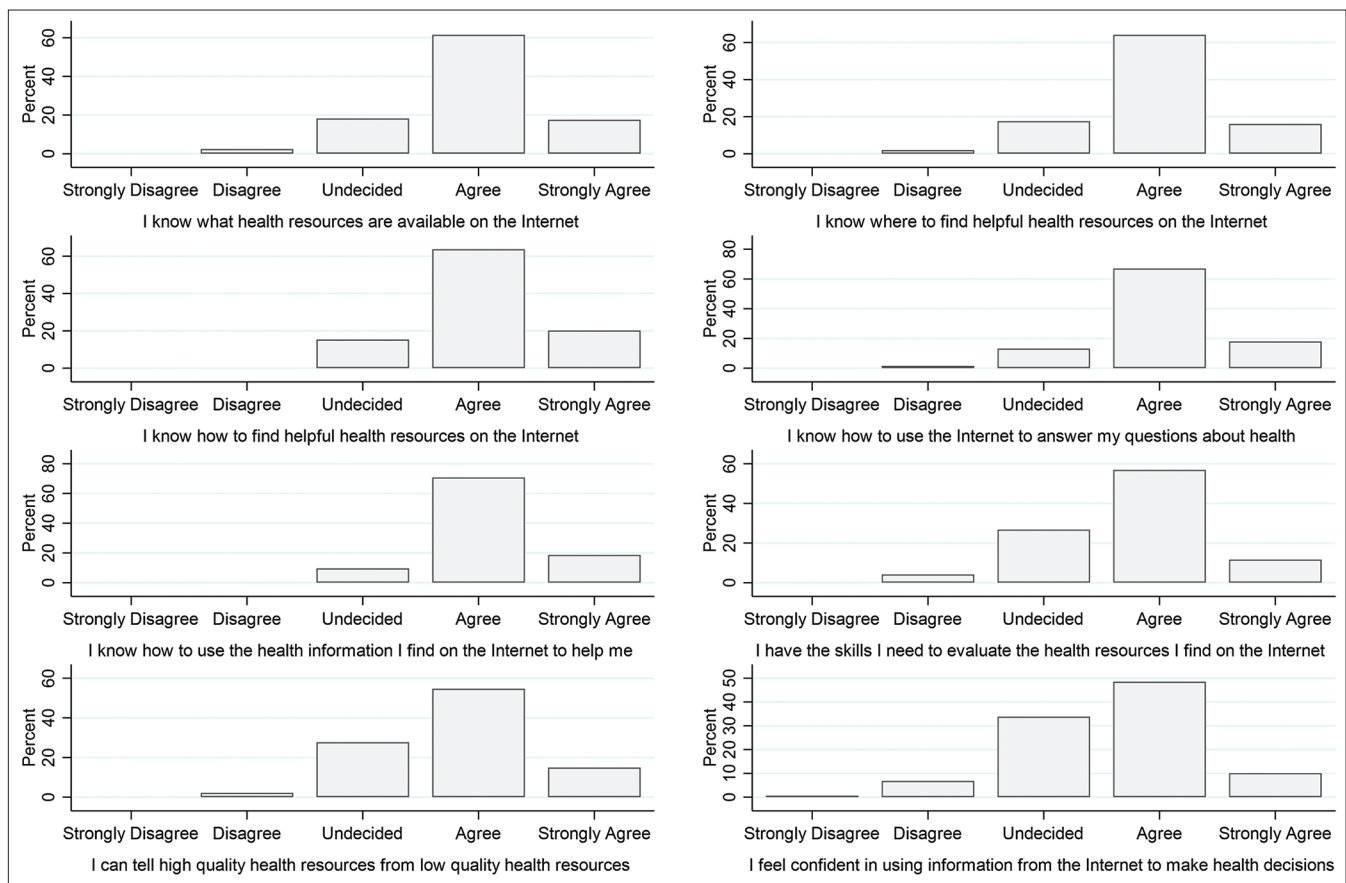 Percent
60
40
20
0
Strongly Disagree Disagree Undecided Agree Strongly Agree
I know what health resources are available on the Internet
Percent
60
40
20
0
Strongly Disagree Disagree Undecided Agree Strongly Agree
I know where to find helpful health resources on the Internet
Percent
60
40
20
0
Strongly Disagree Disagree Undecided Agree Strongly Agree
I know how to find helpful health resources on the Internet
Percent
80
60
40
20
0
Strongly Disagree Disagree Undecided Agree Strongly Agree
I know how to use the Internet to answer my questions about health
Percent
80
60
40
20
0
Strongly Disagree Disagree Undecided Agree Strongly Agree
I know how to use the health information I find on the Internet to help me
Percent
60
40
20
0
Strongly Disagree Disagree Undecided Agree Strongly Agree
I have the skills I need to evaluate the health resources I find on the Internet
Percent
60
40
20
0
Strongly Disagree Disagree Undecided Agree Strongly Agree
I can tell high quality health resources from low quality health resources
Percent
50
40
30
20
10
0
Strongly Disagree Disagree Undecided Agree Strongly Agree
I feel confident in using information from the Internet to make health decisions